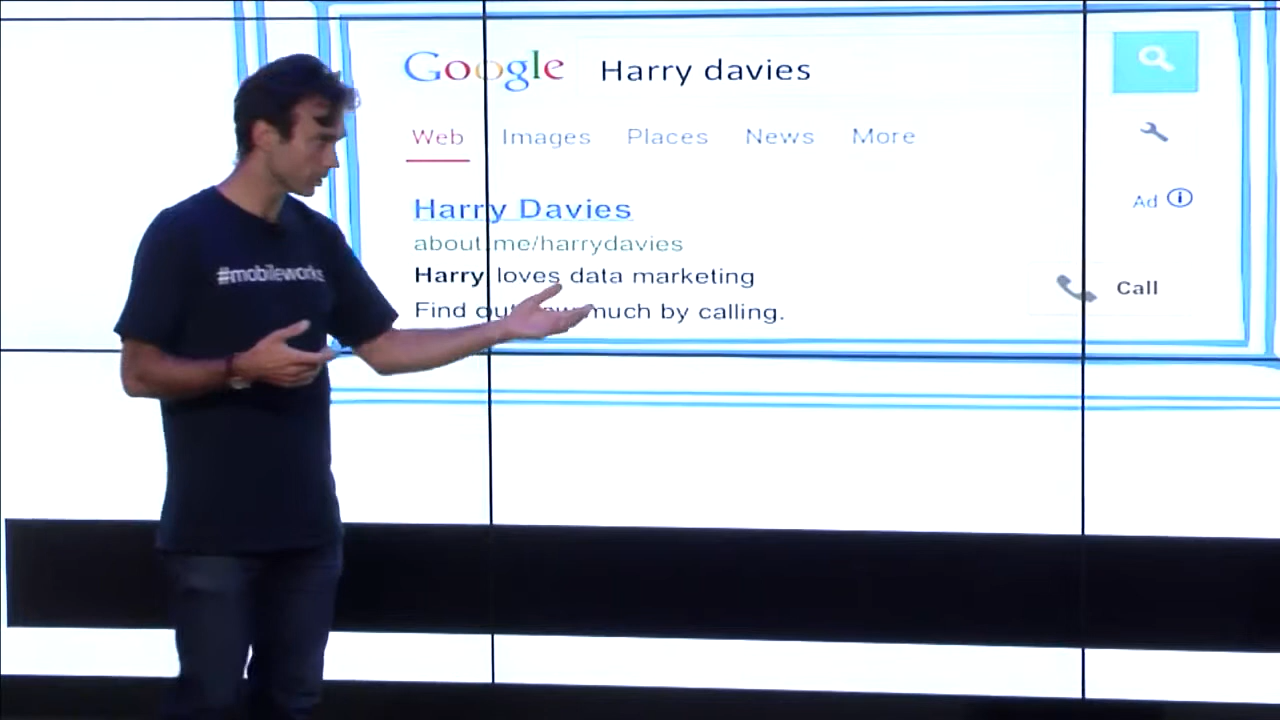 Google Harry davies
Web Images Places News More
Harry Davies
Ad
about.me/harrydavies
Harry loves data marketing
Call
Find out how much by calling.
#mobileworks